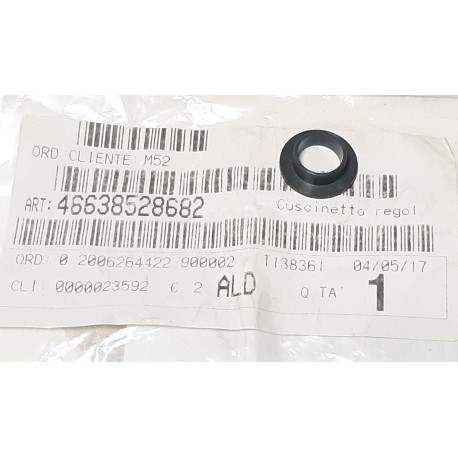 ORD CLIENTE: M52
ART: 46638528682 Cuscinetto regol
ORD: 0 2006264422 900002 T138361 04/05/17
CLI: 0000023592 C 2 ALD Q TA' 1